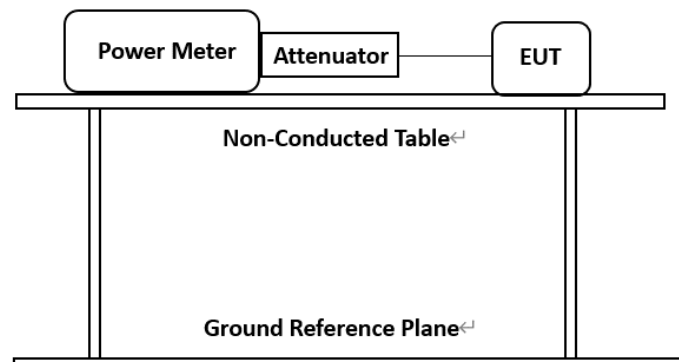 Power Meter
Attenuator
EUT
Non-Conducted Table
Ground Reference Plane